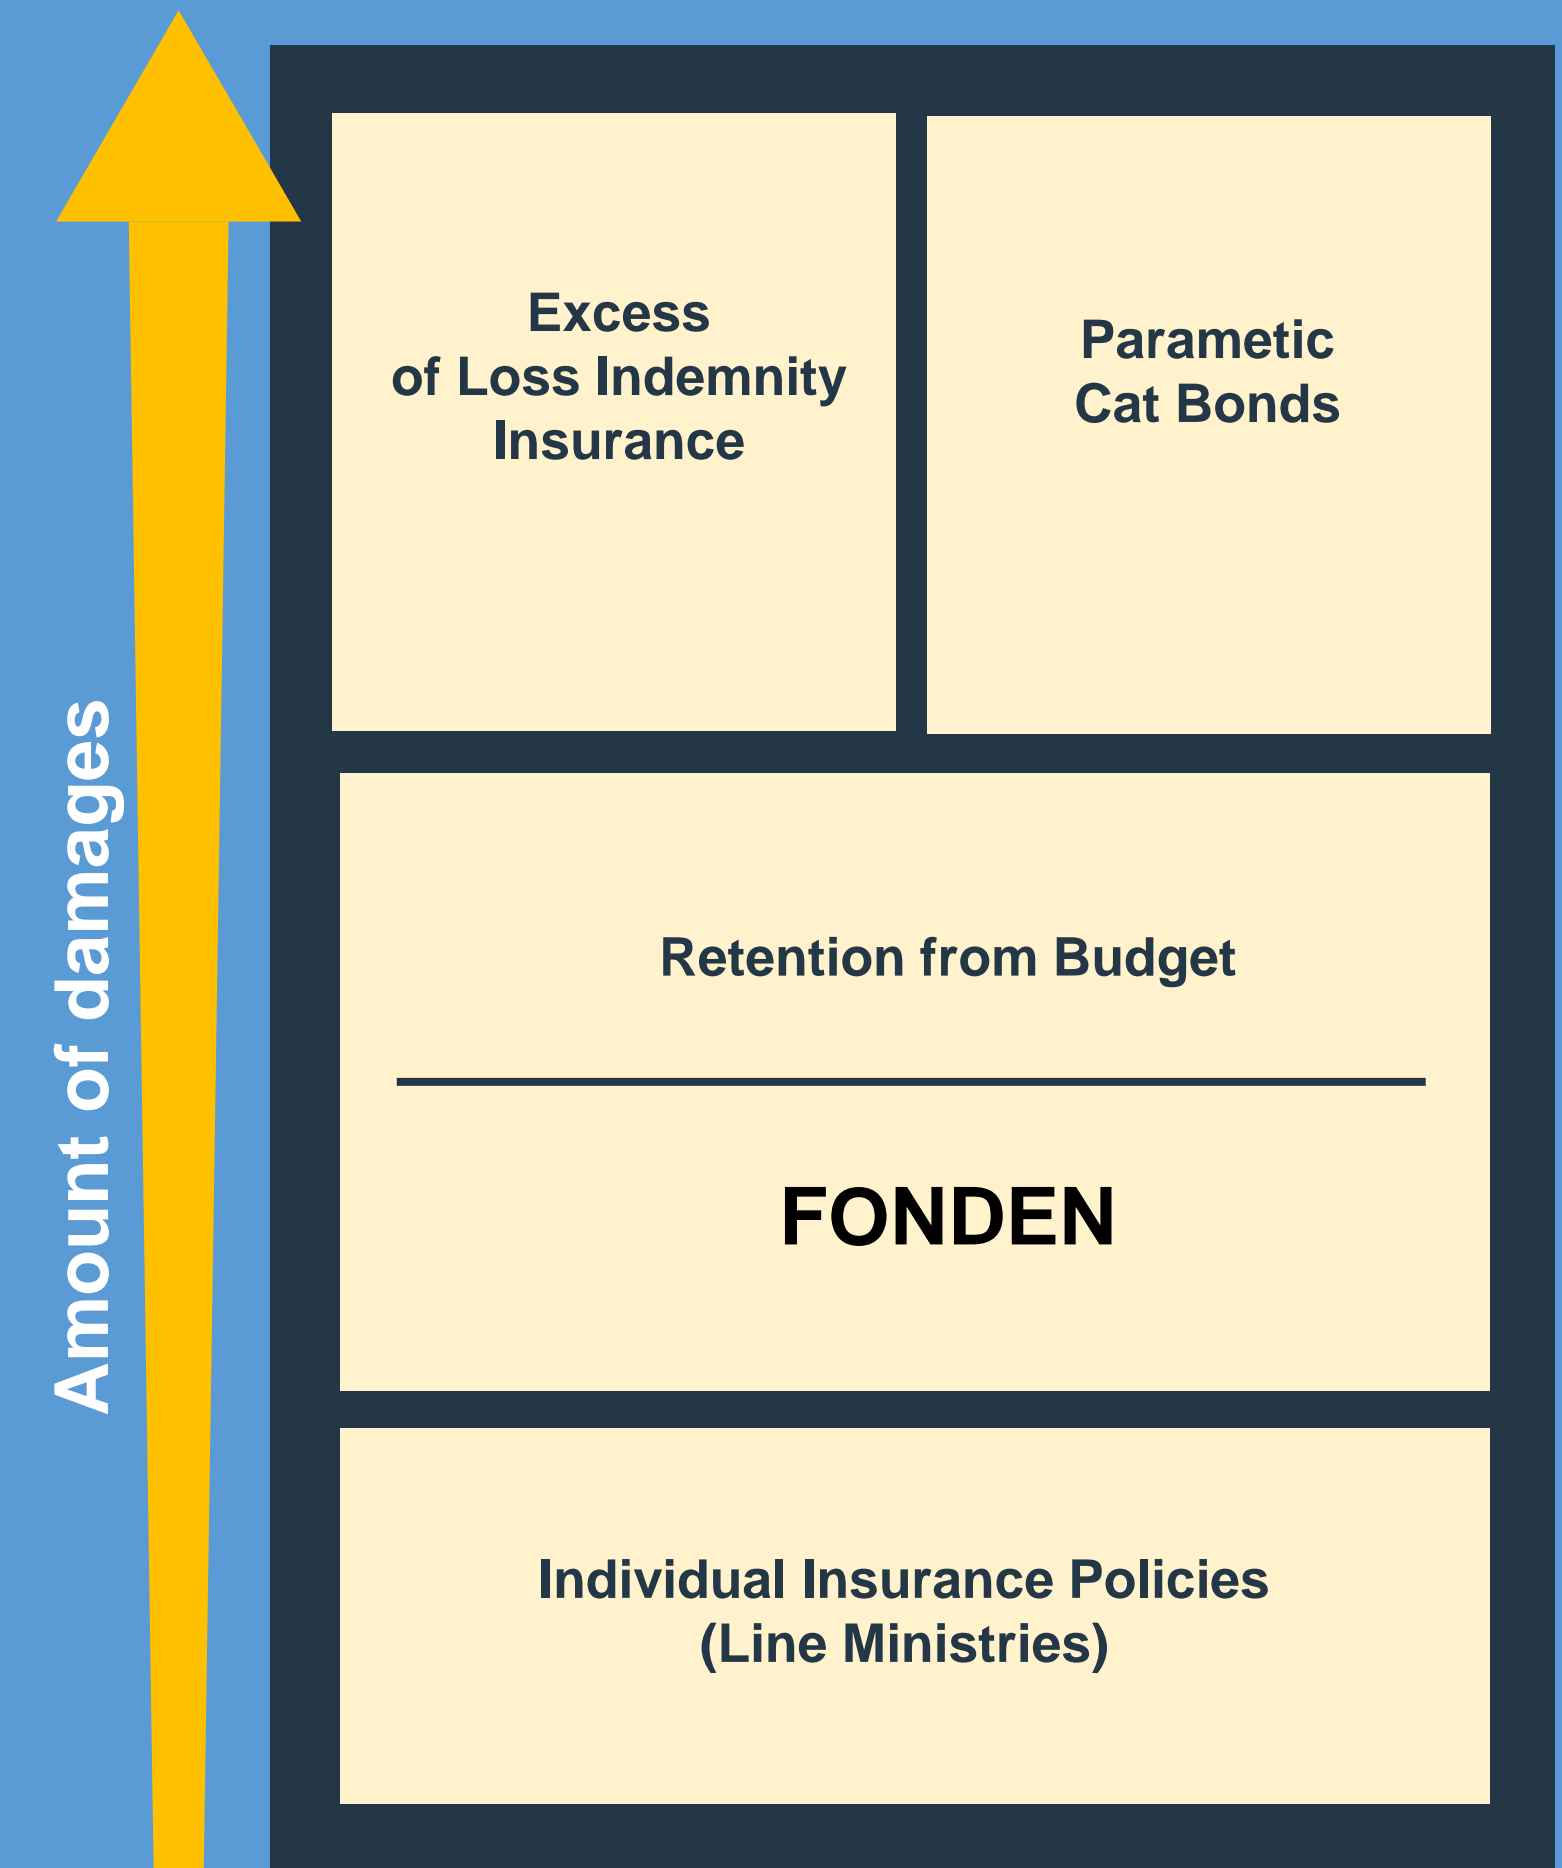 Excess
of Loss Indemnity
Insurance
Parametic
Cat Bonds
Amount of damages
Retention from Budget
FONDEN
Individual Insurance Policies
(Line Ministries)